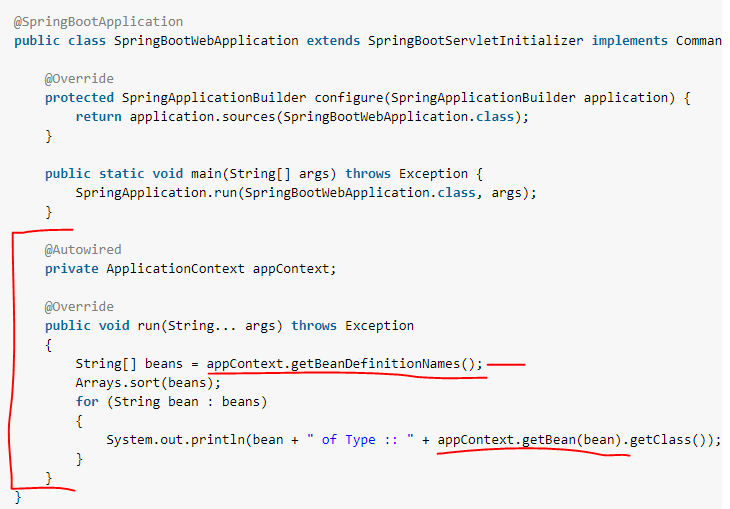 @SpringBootApplication
public class SpringBootWebApplication extends SpringBootServletInitializer implements Comman
@Override
protected SpringApplicationBuilder configure(SpringApplicationBuilder application) {
return application.sources(SpringBootWebApplication.class);
}
public static void main(String[] args) throws Exception {
SpringApplication.run(SpringBootWebApplication.class, args);
}
@Autowired
private ApplicationContext appContext;
@Override
public void run(String... args) throws Exception
{
String[] beans = appContext.getBeanDefinitionNames();
Arrays.sort(beans);
for (String bean : beans)
{
System.out.println(bean + " of Type :: " + appContext.getBean(bean).getClass());
}
}
}